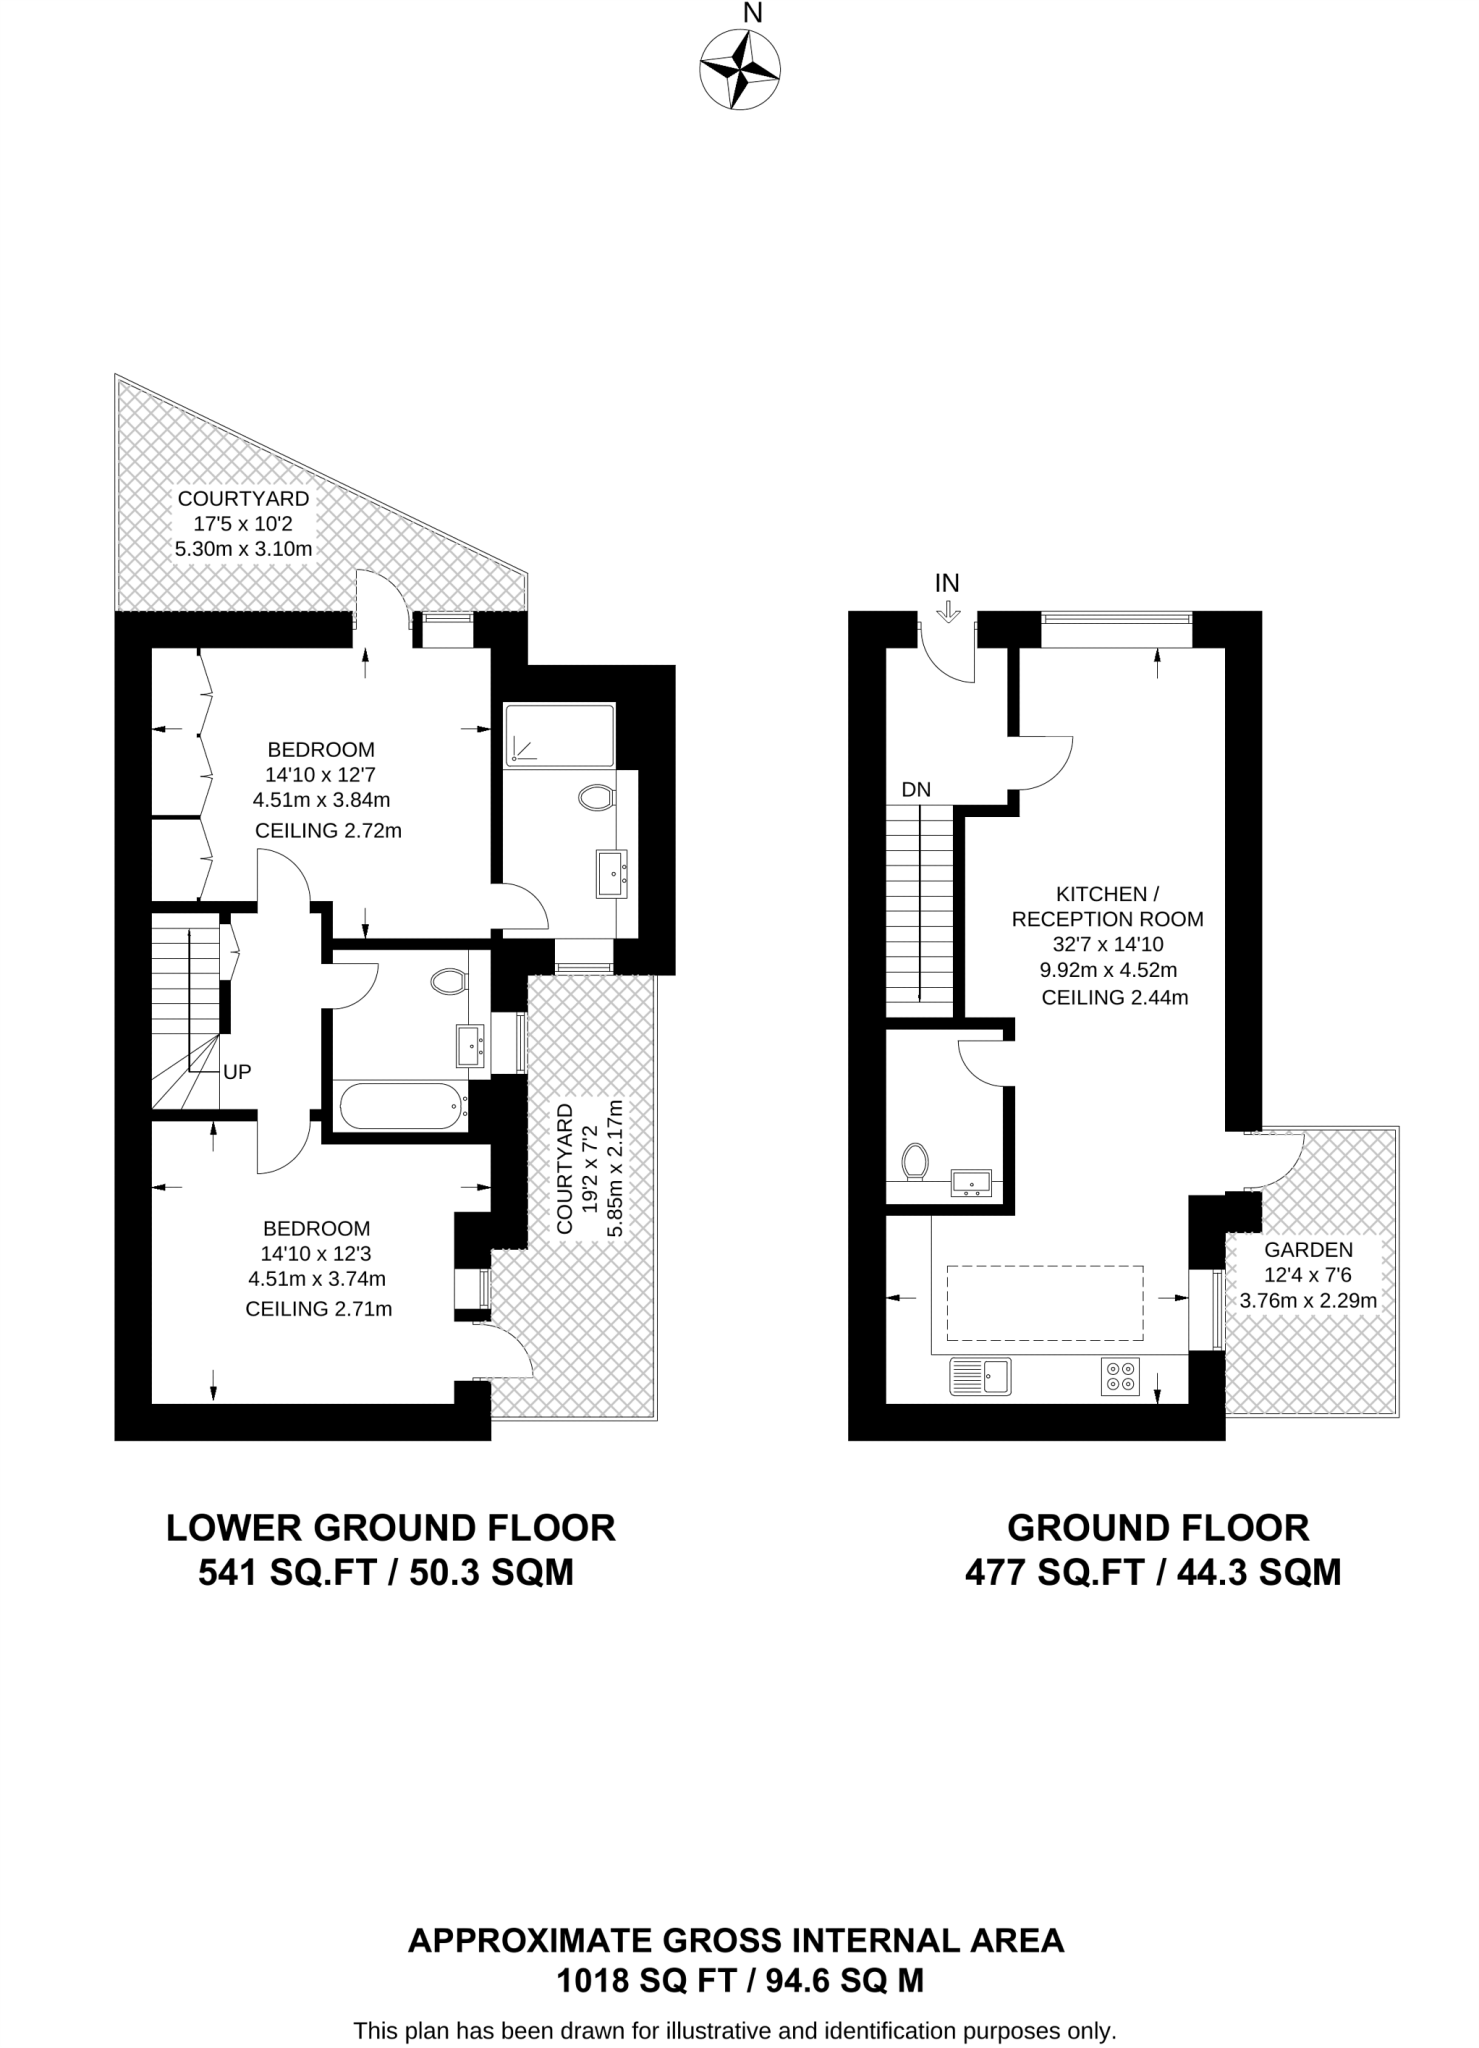 N
COURTYARD
17'5 x 10'2
5.30m x 3.10m
BEDROOM
14'10 x 12'7
4.51m x 3.84m
CEILING 2.72m
UP
COURTYARD
19'2 x 7'2
5.85m x 2.17m
BEDROOM
14'10 x 12'3
4.51m x 3.74m
CEILING 2.71m
IN
DN
KITCHEN /
RECEPTION ROOM
32'7 x 14'10
9.92m x 4.52m
CEILING 2.44m
GARDEN
12'4 x 7'6
3.76m x 2.29m
LOWER GROUND FLOOR
541 SQ.FT / 50.3 SQM
GROUND FLOOR
477 SQ.FT / 44.3 SQM
APPROXIMATE GROSS INTERNAL AREA
1018 SQ FT / 94.6 SQ M
This plan has been drawn for illustrative and identification purposes only.